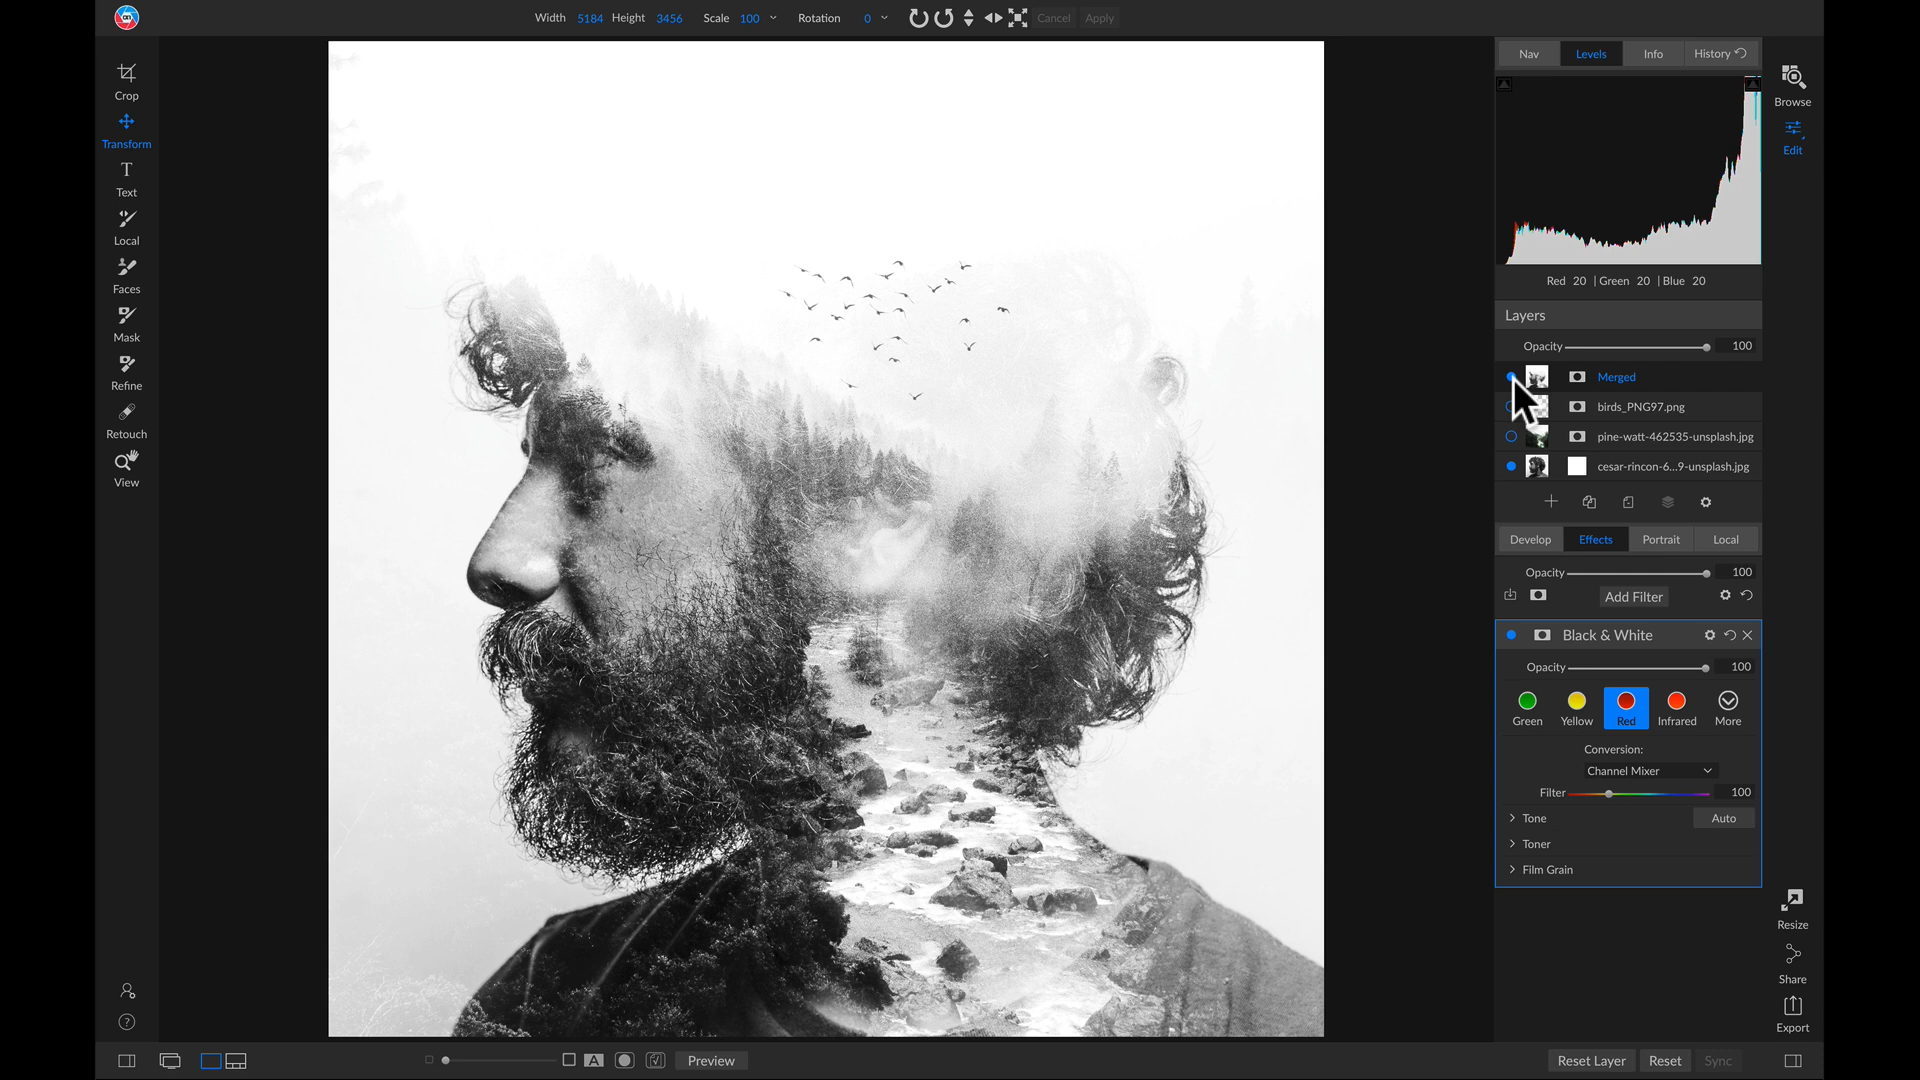 Width 5184 Height 3456 Scale 100 Rotation 0 Cancel Apply
Crop
Transform
Text
Local
Faces
Mask
Refine
Retouch
View
Nav Levels Info History
Red 20 | Green 20 | Blue 20
Layers
Opacity 100
Merged
birds_PNG97.png
pine-watt-462535-unsplash.jpg
cesar-rincon-6...9-unsplash.jpg
Develop Effects Portrait Local
Opacity 100
Add Filter
Black & White
Opacity 100
Green Yellow Red Infrared More
Conversion:
Channel Mixer
Filter 100
Tone Auto
Toner
Film Grain
Browse
Edit
Resize
Share
Export
A Preview
Reset Layer Reset Sync